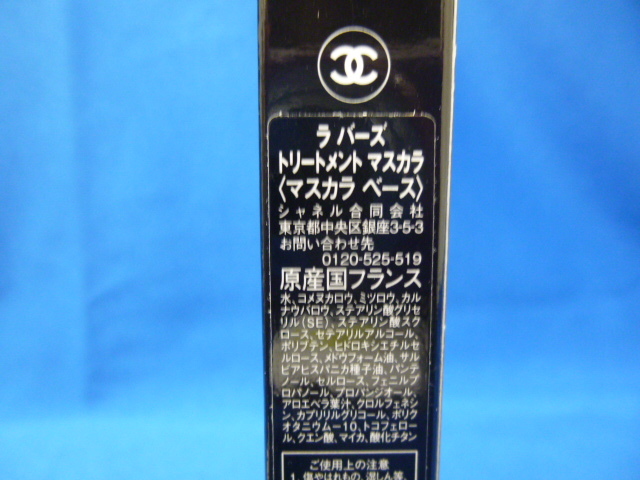 ラ バーズ
トリートメント マスカラ
〈マスカラ ベース〉
シャネル合同会社
東京都中央区銀座3-5-3
お問い合わせ先
0120-525-519
原産国フランス
水、コメヌカロウ、ミツロウ、カル
ナウバロウ、ステアリン酸グリセ
リル(SE)、ステアリン酸スク
ロース、セテアリルアルコール、
ポリブテン、ヒドロキシエチルセ
ルロース、メドウフォーム油、サル
ビアヒスパニカ種子油、パンテ
ノール、セルロース、フェニルプ
ロパノール、プロパンジオール、
アロエベラ葉汁、クロルフェネシ
ン、カプリリルグリコール、ポリク
オタニウム-10、トコフェロー
ル、クエン酸、マイカ、酸化チタン
ご使用上の注意
1. 傷やはれもの、湿しん等、